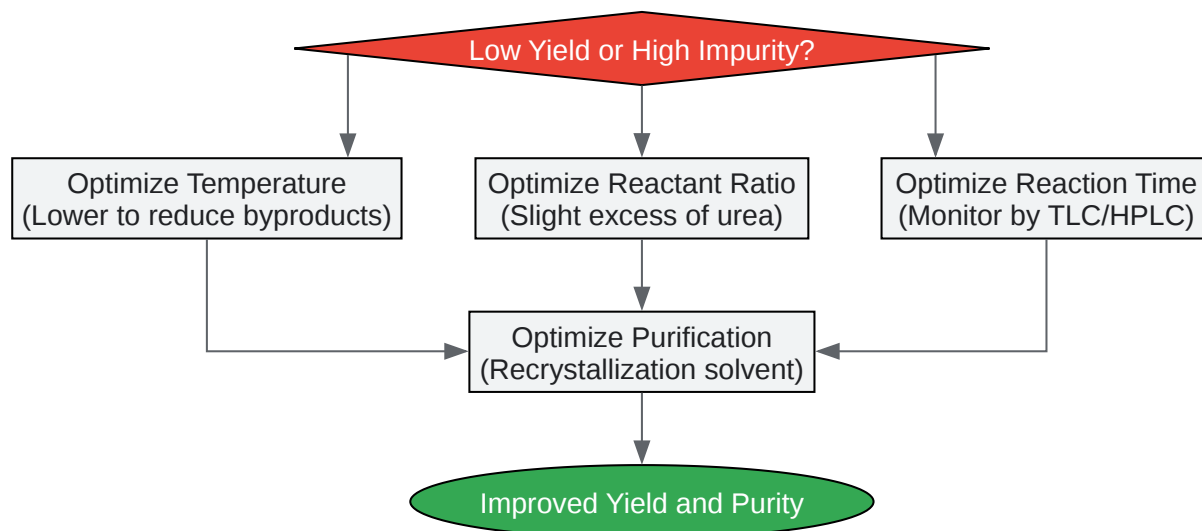 Low Yield or High Impurity?
Optimize Temperature
(Lower to reduce byproducts)
Optimize Reactant Ratio
(Slight excess of urea)
Optimize Reaction Time
(Monitor by TLC/HPLC)
Optimize Purification
(Recrystallization solvent)
Improved Yield and Purity